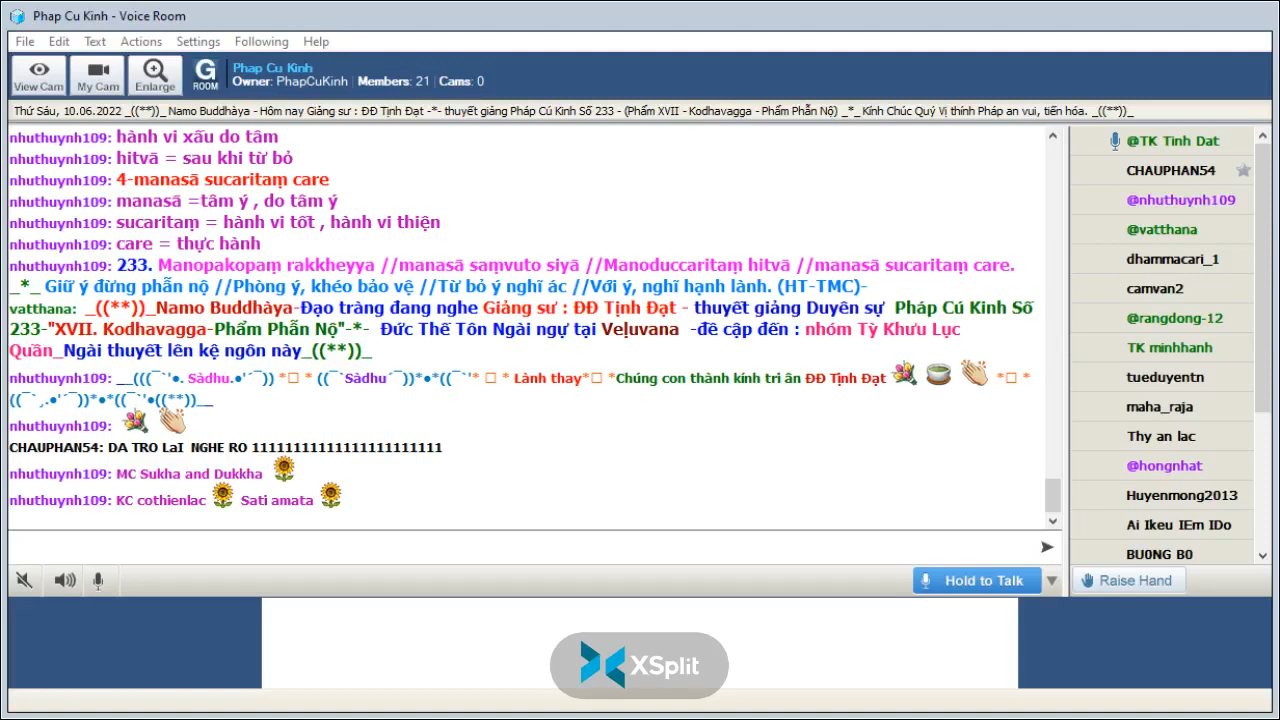 Phap Cu Kinh - Voice Room
File Edit Text Actions Settings Following Help
View Cam My Cam Enlarge G ROOM
Phap Cu Kinh
Owner: PhapCuKinh | Members: 21 | Cams: 0
Thứ Sáu, 10.06.2022 _((**))_ Namo Buddhàya - Hôm nay Giảng sư : ĐĐ Tịnh Đạt -*- thuyết giảng Pháp Cú Kinh Số 233 - (Phẩm XVII - Kodhavagga - Phẩm Phẫn Nộ) _*_ Kính Chúc Quý Vị thính Pháp an vui, tiến hóa. _((**))_
nhuthuynh109: hành vi xấu do tâm
nhuthuynh109: hitvā = sau khi từ bỏ
nhuthuynh109: 4-manasā sucaritaṃ care
nhuthuynh109: manasā =tâm ý , do tâm ý
nhuthuynh109: sucaritaṃ = hành vi tốt , hành vi thiện
nhuthuynh109: care = thực hành
nhuthuynh109: 233. Manopakopaṃ rakkheyya //manasā saṃvuto siyā //Manoduccaritaṃ hitvā //manasā sucaritaṃ care.
_*_ Giữ ý đừng phẫn nộ //Phòng ý, khéo bảo vệ //Từ bỏ ý nghĩ ác //Với ý, nghĩ hạnh lành. (HT-TMC)-
vatthana: _((**))_Namo Buddhàya-Đạo tràng đang nghe Giảng sư : ĐĐ Tịnh Đạt - thuyết giảng Duyên sự Pháp Cú Kinh Số
233-"XVII. Kodhavagga-Phẩm Phẫn Nộ"-*- Đức Thế Tôn Ngài ngự tại Veḷuvana -đề cập đến : nhóm Tỳ Khưu Lục
Quần_Ngài thuyết lên kệ ngôn này_((**))_
nhuthuynh109: __(((¯`'•. Sàdhu.•'´¯)) *□ * ((¯`Sàdhu´¯))*•*((¯`'* □ * Lành thay*□ *Chúng con thành kính tri ân ĐĐ Tịnh Đạt *□ *
((¯`¸.•'´¯))*•*((¯`'•((**))__
nhuthuynh109:
CHAUPHAN54: DA TRO LaI NGHE RO 11111111111111111111111
nhuthuynh109: MC Sukha and Dukkha
nhuthuynh109: KC cothienlac Sati amata
Hold to Talk
@TK Tinh Dat
CHAUPHAN54
@nhuthuynh109
@vatthana
dhammacari_1
camvan2
@rangdong-12
TK minhhanh
tueduyentn
maha_raja
Thy an lac
@hongnhat
Huyenmong2013
Ai Ikeu IEm IDo
BU0NG B0
Raise Hand
XSplit